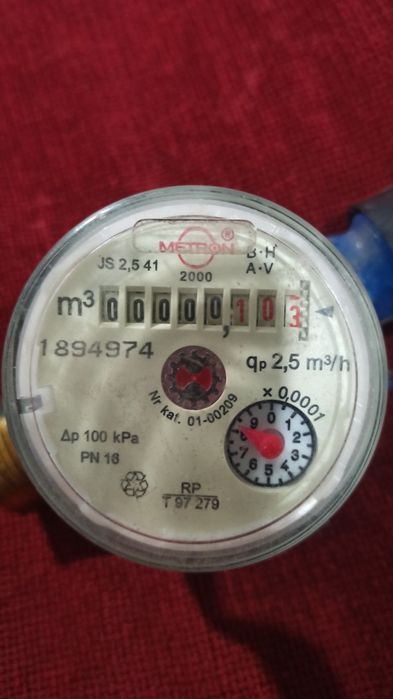 METRON ®
JS 2,5 41
B·H
2000
A·V
m³ 00000,103
1894974
qp 2,5 m³/h
Nr kat. 01-00209
x 0,0001
Δp 100 kPa
PN 16
9 0 1 2 3 4 5 6 7 8
RP
T 97 279